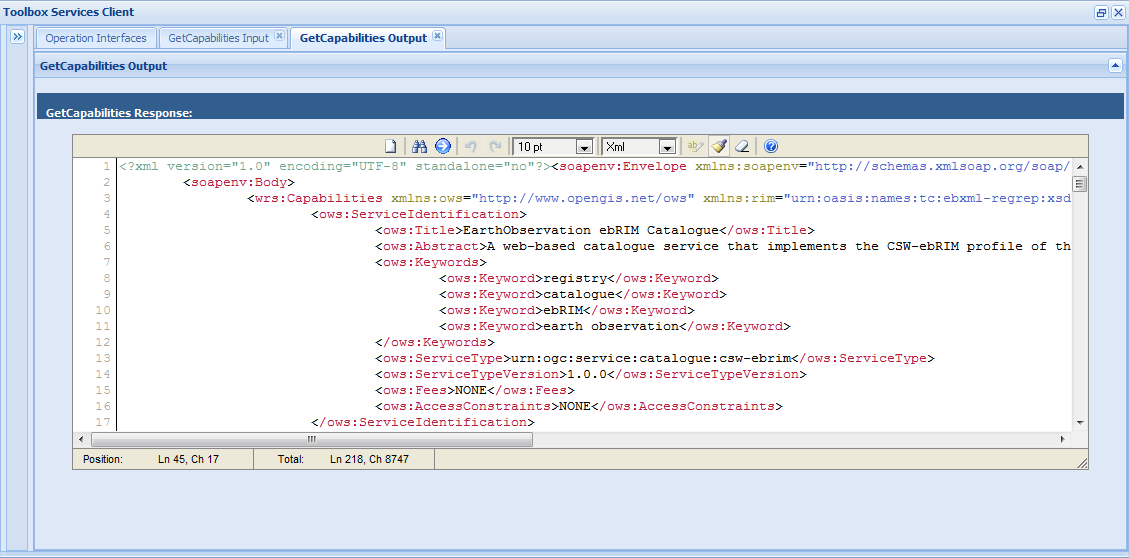 Toolbox Services Client
Operation Interfaces GetCapabilities Input GetCapabilities Output
GetCapabilities Output
GetCapabilities Response:
10 pt Xml
1 <?xml version="1.0" encoding="UTF-8" standalone="no"?><soapenv:Envelope xmlns:soapenv="http://schemas.xmlsoap.org/soap/
2 <soapenv:Body>
3 <wrs:Capabilities xmlns:ows="http://www.opengis.net/ows" xmlns:rim="urn:oasis:names:tc:ebxml-regrep:xsd
4 <ows:ServiceIdentification>
5 <ows:Title>EarthObservation ebRIM Catalogue</ows:Title>
6 <ows:Abstract>A web-based catalogue service that implements the CSW-ebRIM profile of th
7 <ows:Keywords>
8 <ows:Keyword>registry</ows:Keyword>
9 <ows:Keyword>catalogue</ows:Keyword>
10 <ows:Keyword>ebRIM</ows:Keyword>
11 <ows:Keyword>earth observation</ows:Keyword>
12 </ows:Keywords>
13 <ows:ServiceType>urn:ogc:service:catalogue:csw-ebrim</ows:ServiceType>
14 <ows:ServiceTypeVersion>1.0.0</ows:ServiceTypeVersion>
15 <ows:Fees>NONE</ows:Fees>
16 <ows:AccessConstraints>NONE</ows:AccessConstraints>
17 </ows:ServiceIdentification>
Position: Ln 45, Ch 17 Total: Ln 218, Ch 8747